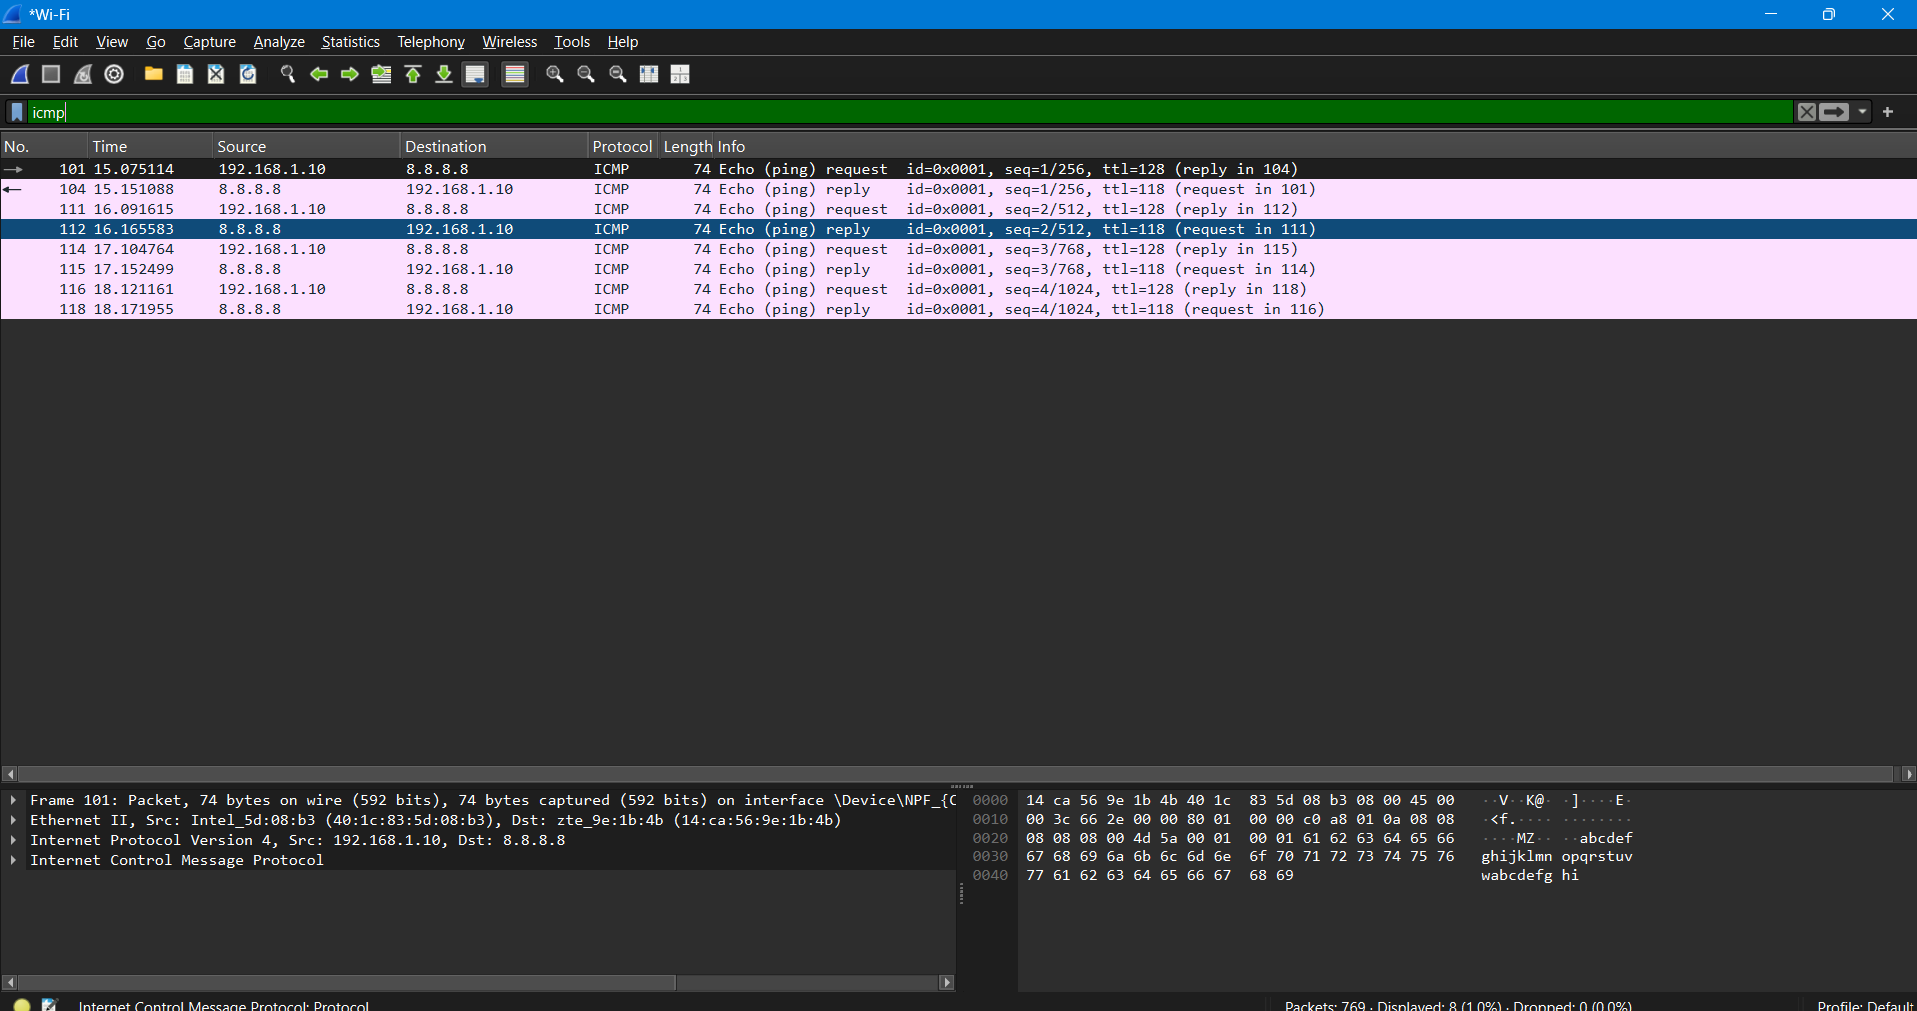 *Wi-Fi
File Edit View Go Capture Analyze Statistics Telephony Wireless Tools Help
icmp
No. Time Source Destination Protocol Length Info
101 15.075114 192.168.1.10 8.8.8.8 ICMP 74 Echo (ping) request id=0x0001, seq=1/256, ttl=128 (reply in 104)
104 15.151088 8.8.8.8 192.168.1.10 ICMP 74 Echo (ping) reply id=0x0001, seq=1/256, ttl=118 (request in 101)
111 16.091615 192.168.1.10 8.8.8.8 ICMP 74 Echo (ping) request id=0x0001, seq=2/512, ttl=128 (reply in 112)
112 16.165583 8.8.8.8 192.168.1.10 ICMP 74 Echo (ping) reply id=0x0001, seq=2/512, ttl=118 (request in 111)
114 17.104764 192.168.1.10 8.8.8.8 ICMP 74 Echo (ping) request id=0x0001, seq=3/768, ttl=128 (reply in 115)
115 17.152499 8.8.8.8 192.168.1.10 ICMP 74 Echo (ping) reply id=0x0001, seq=3/768, ttl=118 (request in 114)
116 18.121161 192.168.1.10 8.8.8.8 ICMP 74 Echo (ping) request id=0x0001, seq=4/1024, ttl=128 (reply in 118)
118 18.171955 8.8.8.8 192.168.1.10 ICMP 74 Echo (ping) reply id=0x0001, seq=4/1024, ttl=118 (request in 116)
Frame 101: Packet, 74 bytes on wire (592 bits), 74 bytes captured (592 bits) on interface \Device\NPF_{C
Ethernet II, Src: Intel_5d:08:b3 (40:1c:83:5d:08:b3), Dst: zte_9e:1b:4b (14:ca:56:9e:1b:4b)
Internet Protocol Version 4, Src: 192.168.1.10, Dst: 8.8.8.8
Internet Control Message Protocol
0000 14 ca 56 9e 1b 4b 40 1c 83 5d 08 b3 08 00 45 00 ··V··K@· ·]····E·
0010 00 3c 66 2e 00 00 80 01 00 00 c0 a8 01 0a 08 08 ·<f.···· ········
0020 08 08 08 00 4d 5a 00 01 00 01 61 62 63 64 65 66 ····MZ·· ··abcdef
0030 67 68 69 6a 6b 6c 6d 6e 6f 70 71 72 73 74 75 76 ghijklmn opqrstuv
0040 77 61 62 63 64 65 66 67 68 69 wabcdefg hi
Internet Control Message Protocol: Protocol
Packets: 769 · Displayed: 8 (1.0%) · Dropped: 0 (0.0%)
Profile: Default